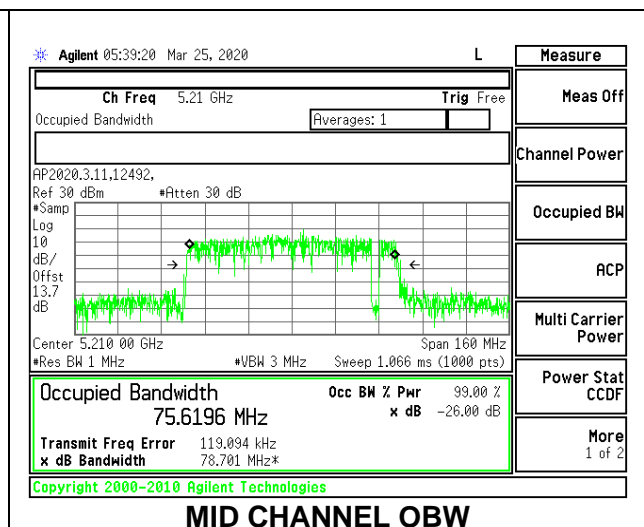 Agilent 05:39:20 Mar 25, 2020 L
Measure
Ch Freq 5.21 GHz Trig Free
Meas Off
Occupied Bandwidth Averages: 1
Channel Power
AP2020.3.11,12492,
Ref 30 dBm #Atten 30 dB
#Samp
Log
10
dB/
Offst
13.7
dB
Occupied BW
ACP
Multi Carrier
Power
Center 5.210 00 GHz Span 160 MHz
#Res BW 1 MHz #VBW 3 MHz Sweep 1.066 ms (1000 pts)
Power Stat
CCDF
Occupied Bandwidth Occ BW % Pwr 99.00 %
75.6196 MHz x dB -26.00 dB
More
1 of 2
Transmit Freq Error 119.094 kHz
x dB Bandwidth 78.701 MHz*
Copyright 2000-2010 Agilent Technologies
MID CHANNEL OBW